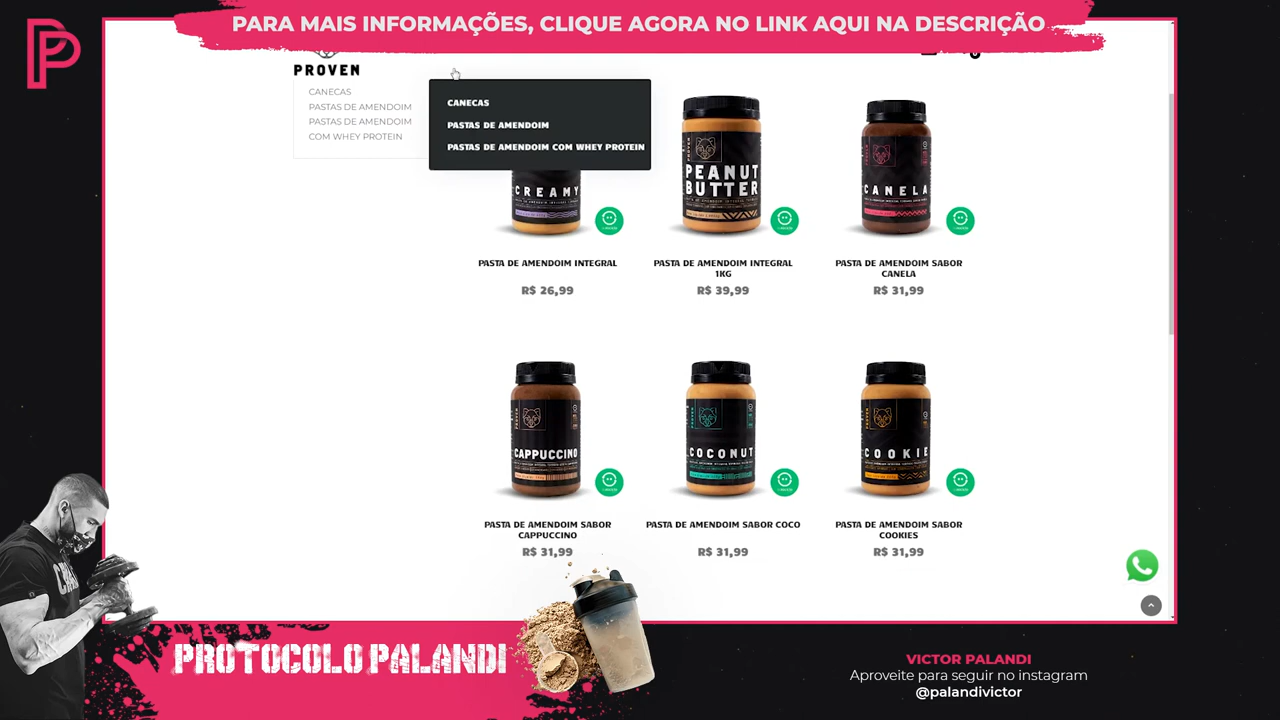 PARA MAIS INFORMAÇÕES, CLIQUE AGORA NO LINK AQUI NA DESCRIÇÃO
PROVEN
CANECAS
PASTAS DE AMENDOIM
PASTAS DE AMENDOIM
COM WHEY PROTEIN
CANECAS
PASTAS DE AMENDOIM
PASTAS DE AMENDOIM COM WHEY PROTEIN
CREAMY
PEANUT
BUTTER
CANELA
PASTA DE AMENDOIM INTEGRAL
R$ 26,99
PASTA DE AMENDOIM INTEGRAL
1KG
R$ 39,99
PASTA DE AMENDOIM SABOR
CANELA
R$ 31,99
CAPPUCCINO
COCONUT
COOKIE
PASTA DE AMENDOIM SABOR
CAPPUCCINO
R$ 31,99
PASTA DE AMENDOIM SABOR COCO
R$ 31,99
PASTA DE AMENDOIM SABOR
COOKIES
R$ 31,99
PROTOCOLO PALANDI
VICTOR PALANDI
Aproveite para seguir no instagram
@palandivictor